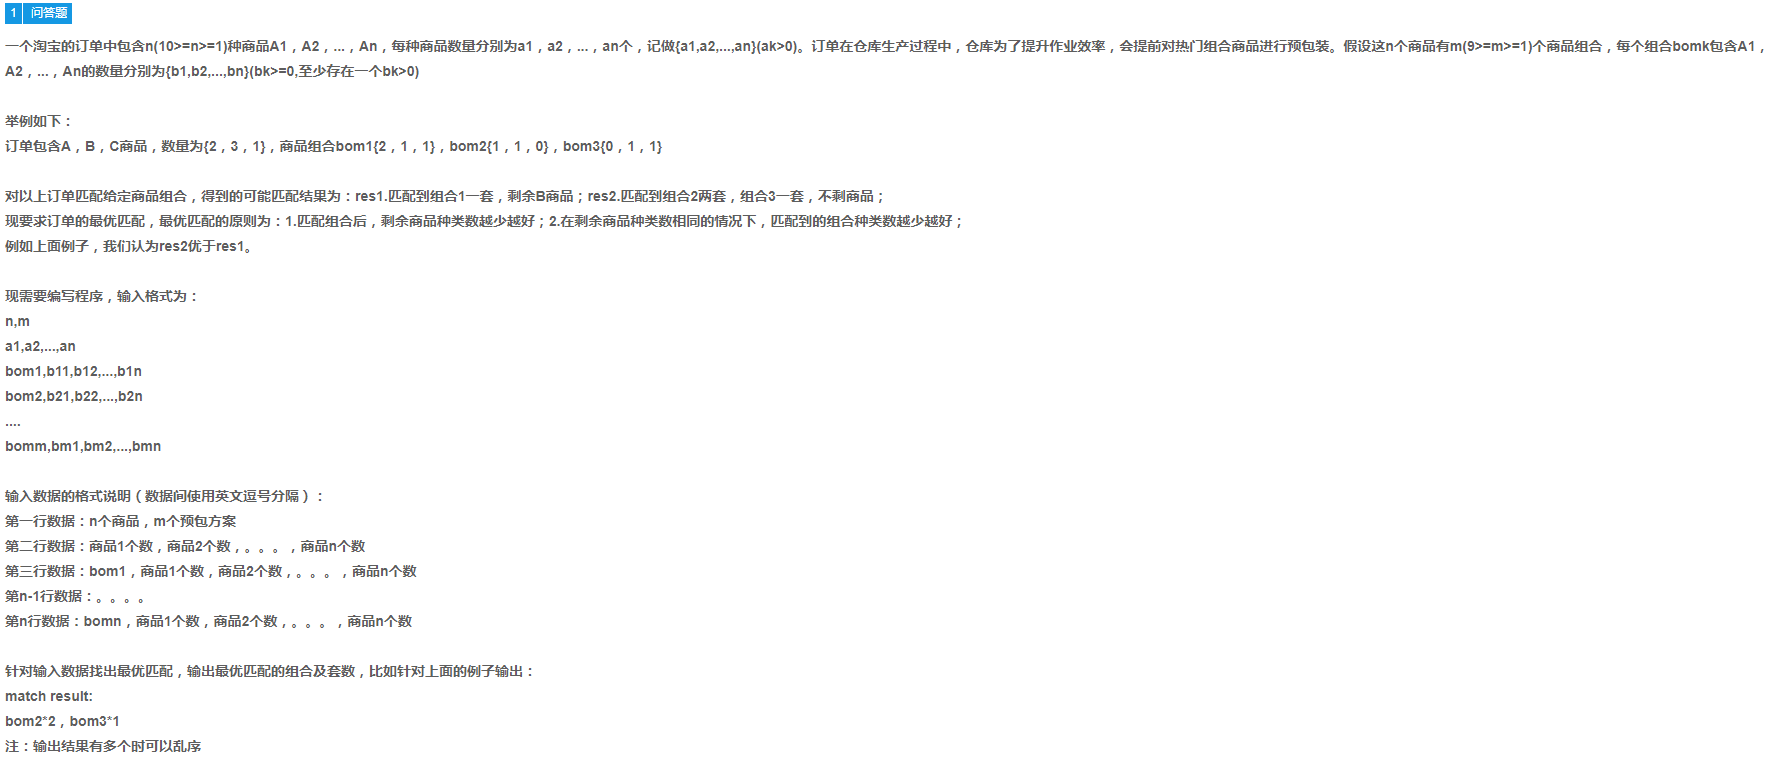 1 问答题
一个淘宝的订单中包含n(10>=n>=1)种商品A1，A2，...，An，每种商品数量分别为a1，a2，...，an个，记做{a1,a2,...,an}(ak>0)。订单在仓库生产过程中，仓库为了提升作业效率，会提前对热门组合商品进行预包装。假设这n个商品有m(9>=m>=1)个商品组合，每个组合bomk包含A1，
A2，...，An的数量分别为{b1,b2,...,bn}(bk>=0,至少存在一个bk>0)
举例如下：
订单包含A，B，C商品，数量为{2，3，1}，商品组合bom1{2，1，1}，bom2{1，1，0}，bom3{0，1，1}
对以上订单匹配给定商品组合，得到的可能匹配结果为：res1.匹配到组合1一套，剩余B商品；res2.匹配到组合2两套，组合3一套，不剩商品；
现要求订单的最优匹配，最优匹配的原则为：1.匹配组合后，剩余商品种类数越少越好；2.在剩余商品种类数相同的情况下，匹配到的组合种类数越少越好；
例如上面例子，我们认为res2优于res1。
现需要编写程序，输入格式为：
n,m
a1,a2,...,an
bom1,b11,b12,...,b1n
bom2,b21,b22,...,b2n
....
bomm,bm1,bm2,...,bmn
输入数据的格式说明（数据间使用英文逗号分隔）：
第一行数据：n个商品，m个预包方案
第二行数据：商品1个数，商品2个数，。。。，商品n个数
第三行数据：bom1，商品1个数，商品2个数，。。。，商品n个数
第n-1行数据：。。。。
第n行数据：bomn，商品1个数，商品2个数，。。。，商品n个数
针对输入数据找出最优匹配，输出最优匹配的组合及套数，比如针对上面的例子输出：
match result:
bom2*2，bom3*1
注：输出结果有多个时可以乱序